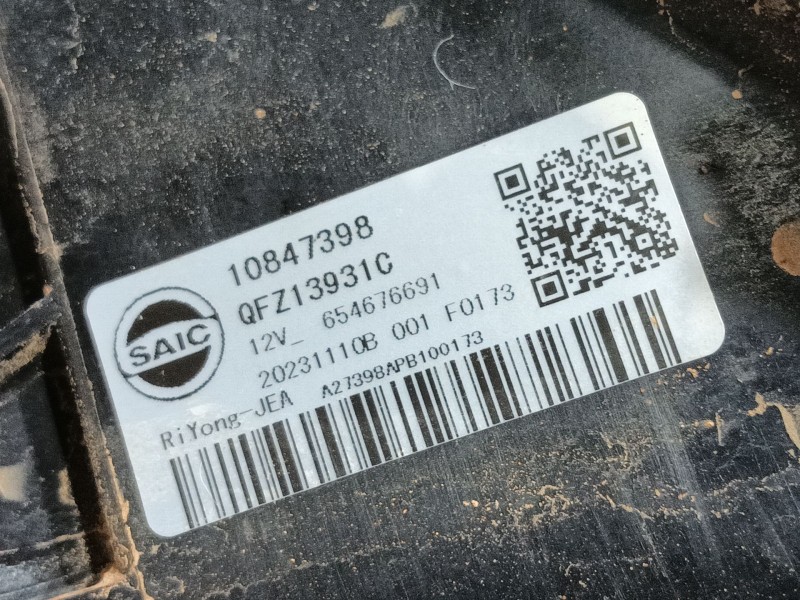 10847398
QFZ13931C
SAIC
12V_ 654676691
20231110B 001 F0173
RiYong-JEA A27398APB100173